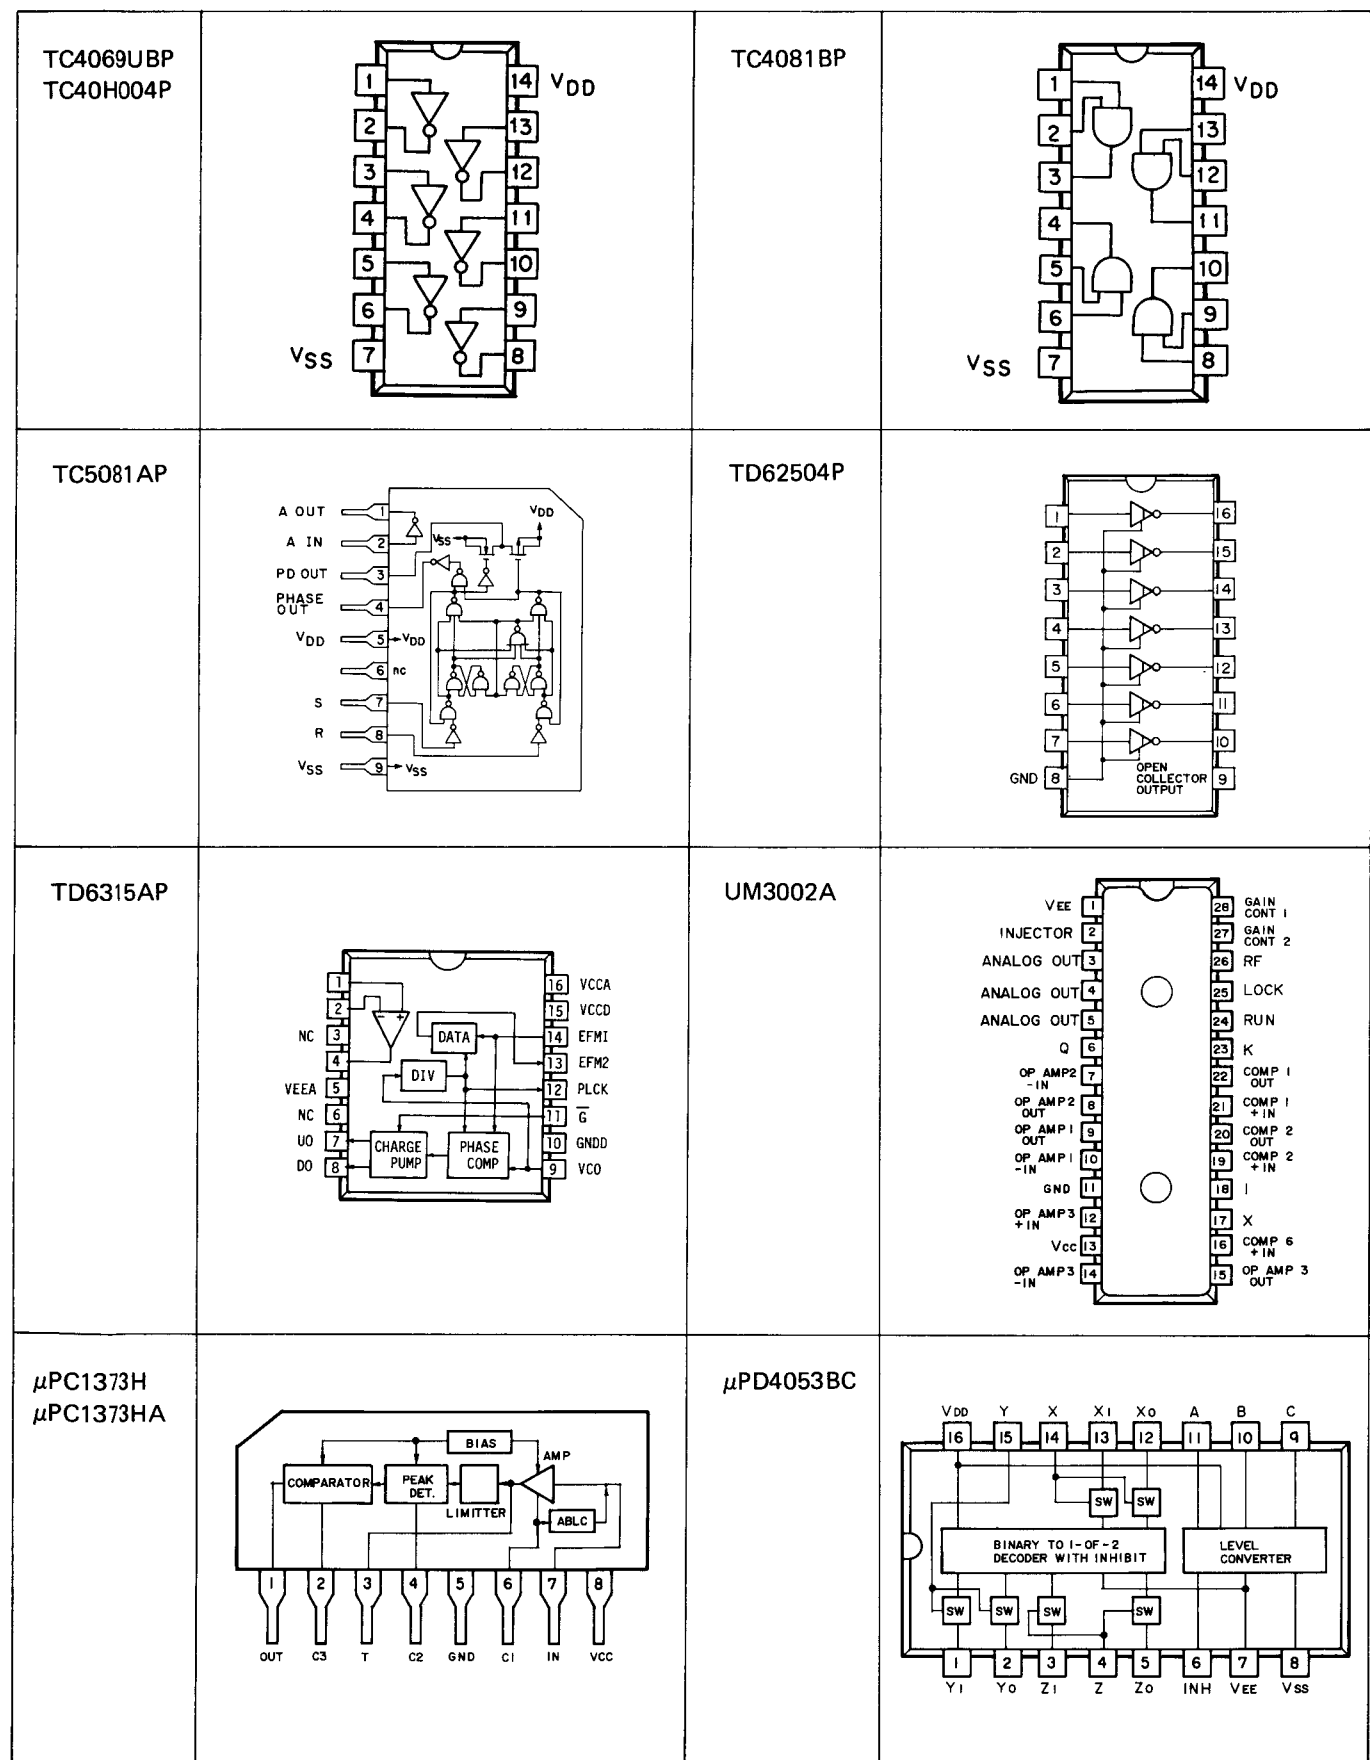 TC4069UBP
TC40H004P
1
2
3
4
5
6
VSS 7
14 VDD
13
12
11
10
9
8
TC4081BP
1
2
3
4
5
6
VSS 7
14 VDD
13
12
11
10
9
8
TC5081AP
A OUT 1
A IN 2
PD OUT 3
PHASE OUT 4
VDD 5 VDD
6 nc
S 7
R 8
VSS 9 VSS
VSS
VDD
TD62504P
1
2
3
4
5
6
7
GND 8
16
15
14
13
12
11
10
9
OPEN
COLLECTOR
OUTPUT
TD6315AP
1
2
NC 3
4
VEEA 5
NC 6
UO 7
DO 8
16 VCCA
15 VCCD
14 EFMI
13 EFM2
12 PLCK
11 G
10 GNDD
9 VCO
- +
DATA
DIV
CHARGE
PUMP
PHASE
COMP
UM3002A
VEE 1
INJECTOR 2
ANALOG OUT 3
ANALOG OUT 4
ANALOG OUT 5
Q 6
OP AMP2 -IN 7
OP AMP2 OUT 8
OP AMP1 OUT 9
OP AMP1 -IN 10
GND 11
OP AMP3 +IN 12
Vcc 13
OP AMP3 -IN 14
28 GAIN CONT 1
27 GAIN CONT 2
26 RF
25 LOCK
24 RUN
23 K
22 COMP 1 OUT
21 COMP 1 +IN
20 COMP 2 OUT
19 COMP 2 +IN
18 I
17 X
16 COMP 6 +IN
15 OP AMP 3 OUT
μPC1373H
μPC1373HA
BIAS
AMP
COMPARATOR
PEAK
DET.
LIMITTER
ABLC
1 2 3 4 5 6 7 8
OUT C3 T C2 GND C1 IN VCC
μPD4053BC
VDD Y X X1 X0 A B C
16 15 14 13 12 11 10 9
SW SW
BINARY TO 1-OF-2
DECODER WITH INHIBIT
LEVEL
CONVERTER
SW SW SW SW
1 2 3 4 5 6 7 8
Y1 Y0 Z1 Z Z0 INH VEE VSS